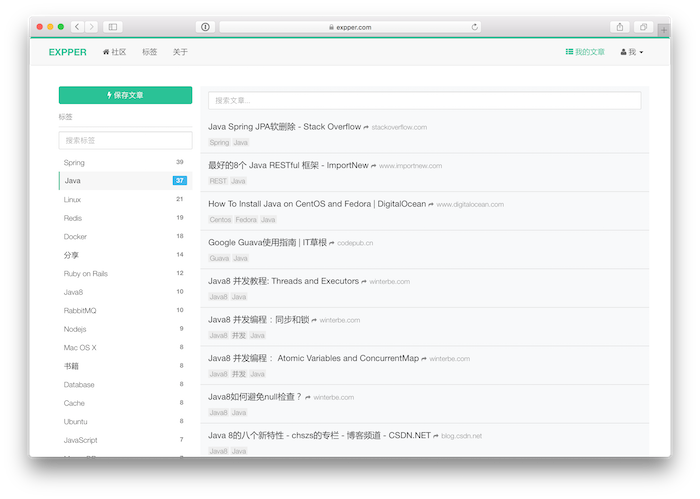 expper.com
EXPPER 社区 标签 关于 我的文章 我
保存文章
标签
搜索标签
Spring 39
Java 37
Linux 21
Redis 19
Docker 18
分享 14
Ruby on Rails 12
Java8 10
RabbitMQ 10
Nodejs 9
Mac OS X 8
书籍 8
Database 8
Cache 8
Ubuntu 8
JavaScript 7
搜索文章...
Java Spring JPA软删除 - Stack Overflow stackoverflow.com
Spring Java
最好的8个 Java RESTful 框架 - ImportNew www.importnew.com
REST Java
How To Install Java on CentOS and Fedora | DigitalOcean www.digitalocean.com
Centos Fedora Java
Google Guava使用指南 | IT草根 codepub.cn
Guava Java
Java8 并发教程: Threads and Executors winterbe.com
Java8 Java
Java8 并发编程：同步和锁 winterbe.com
Java8 并发 Java
Java8 并发编程： Atomic Variables and ConcurrentMap winterbe.com
Java8 并发 Java
Java8如何避免null检查？ winterbe.com
Java8 Java
Java 8的八个新特性 - chszs的专栏 - 博客频道 - CSDN.NET blog.csdn.net
Java8 Java